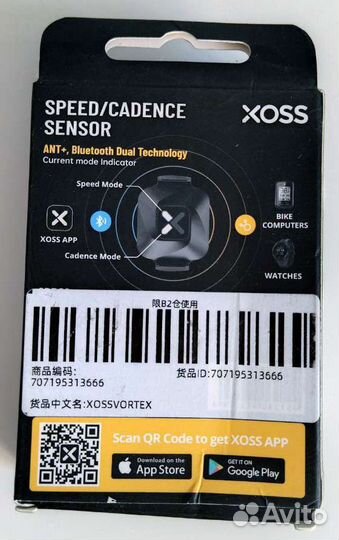 SPEED/CADENCE
SENSOR
XOSS
ANT+, Bluetooth Dual Technology
Current mode Indicator
Speed Mode
XOSS APP
BIKE
COMPUTERS
Cadence Mode
WATCHES
限B2仓使用
商品编码:
707195313666
货品ID:707195313666
货品中文名:XOSSVORTEX
Scan QR Code to get XOSS APP
Download on the
App Store
GET IT ON
Google Play
Avito